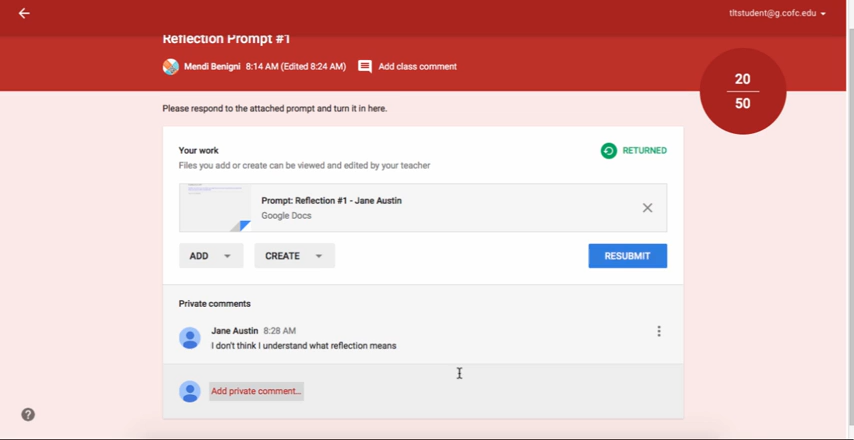 tltstudent@g.cofc.edu
Reflection Prompt #1
Mendi Benigni 8:14 AM (Edited 8:24 AM) Add class comment
20
50
Please respond to the attached prompt and turn it in here.
Your work
RETURNED
Files you add or create can be viewed and edited by your teacher
Prompt: Reflection #1 - Jane Austin
Google Docs
ADD CREATE RESUBMIT
Private comments
Jane Austin 8:28 AM
I don't think I understand what reflection means
Add private comment...